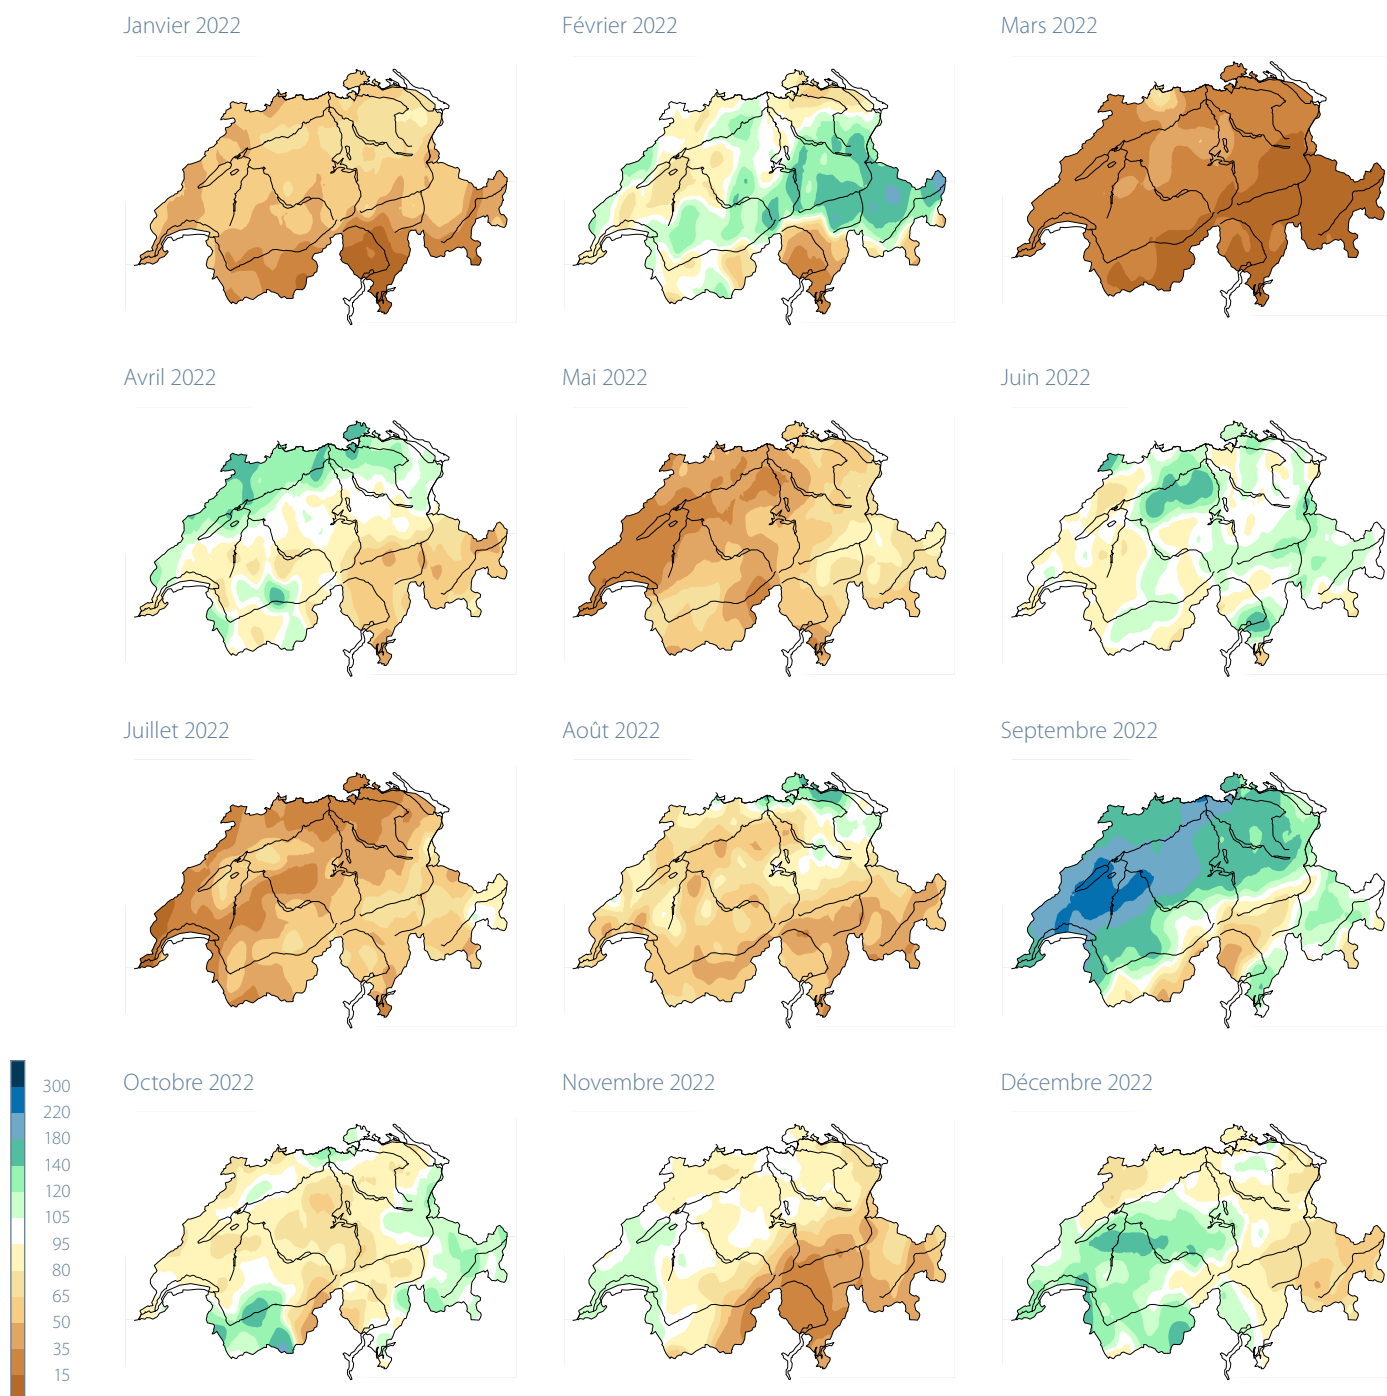 Janvier 2022
Février 2022
Mars 2022
Avril 2022
Mai 2022
Juin 2022
Juillet 2022
Août 2022
Septembre 2022
Octobre 2022
Novembre 2022
Décembre 2022
300
220
180
140
120
105
95
80
65
50
35
15